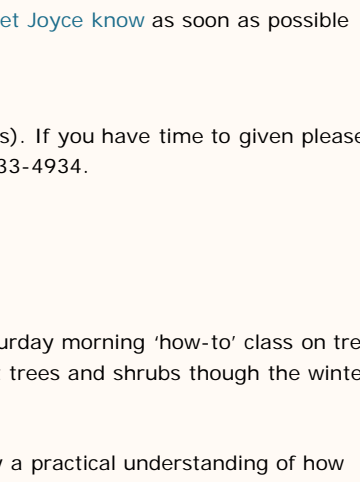 et Joyce know as soon as possible
s). If you have time to given please
33-4934.
urday morning ‘how-to’ class on tre
trees and shrubs though the winte
a practical understanding of how